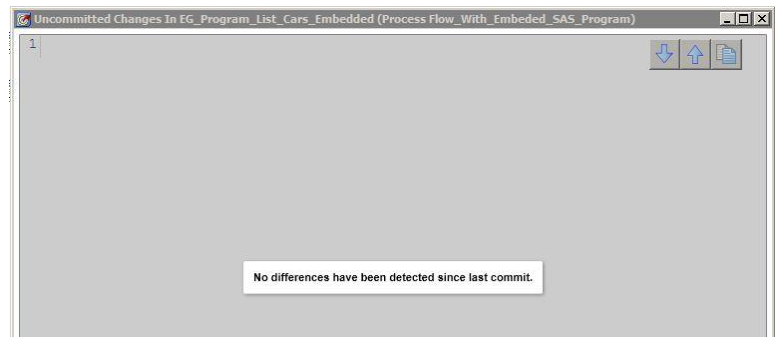 Uncommitted Changes In EG_Program_List_Cars_Embedded (Process Flow_With_Embeded_SAS_Program)
1
No differences have been detected since last commit.